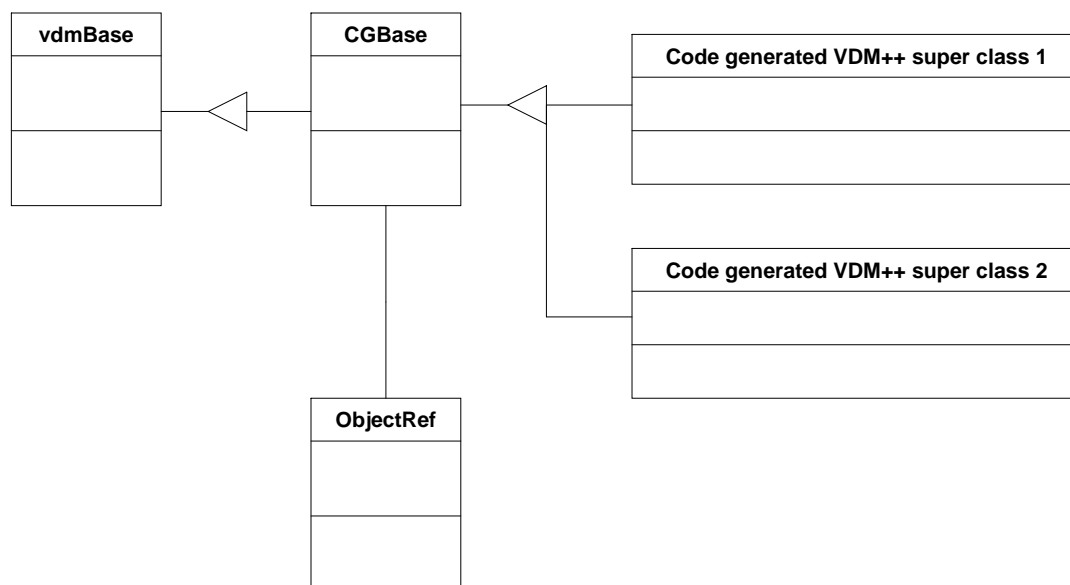 vdmBase
CGBase
Code generated VDM++ super class 1
Code generated VDM++ super class 2
ObjectRef